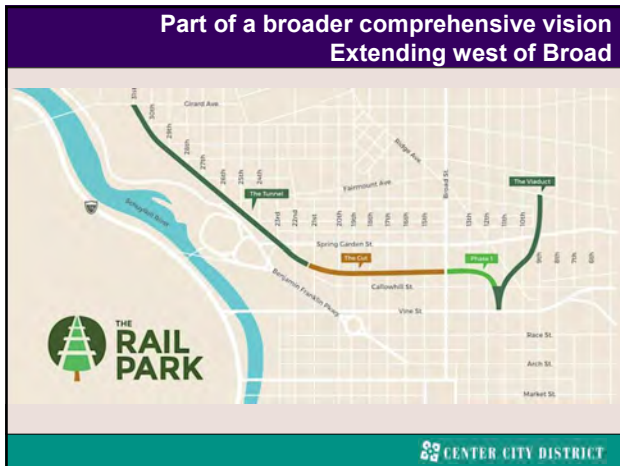 Part of a broader comprehensive vision
Extending west of Broad
31st
30th
29th
28th
27th
26th
25th
24th
Girard Ave.
Ridge Ave.
Broad St.
The Viaduct
The Tunnel
Fairmount Ave.
Schuylkill River
23rd
22nd
21st
20th
19th
18th
17th
16th
15th
13th
12th
11th
10th
9th
8th
7th
6th
Spring Garden St.
The Cut
Phase 1
Benjamin Franklin Pkwy.
Callowhill St.
Vine St.
THE
RAIL
PARK
Race St.
Arch St.
Market St.
CENTER CITY DISTRICT